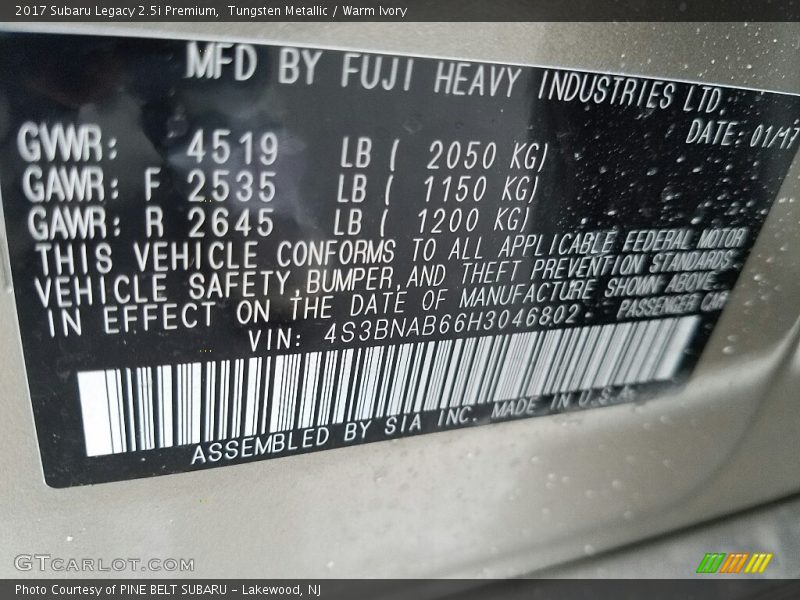 2017 Subaru Legacy 2.5i Premium,  Tungsten Metallic / Warm Ivory
MFD BY FUJI HEAVY INDUSTRIES LTD.
DATE: 01/17
GVWR: 4519 LB ( 2050 KG)
GAWR: F 2535 LB ( 1150 KG)
GAWR: R 2645 LB ( 1200 KG)
THIS VEHICLE CONFORMS TO ALL APPLICABLE FEDERAL MOTOR
VEHICLE SAFETY,BUMPER,AND THEFT PREVENTION STANDARDS
IN EFFECT ON THE DATE OF MANUFACTURE SHOWN ABOVE.
VIN: 4S3BNAB66H3046802 PASSENGER CAR
ASSEMBLED BY SIA INC. MADE IN U.S.A.
GTCARLOT.COM
Photo Courtesy of PINE BELT SUBARU - Lakewood, NJ